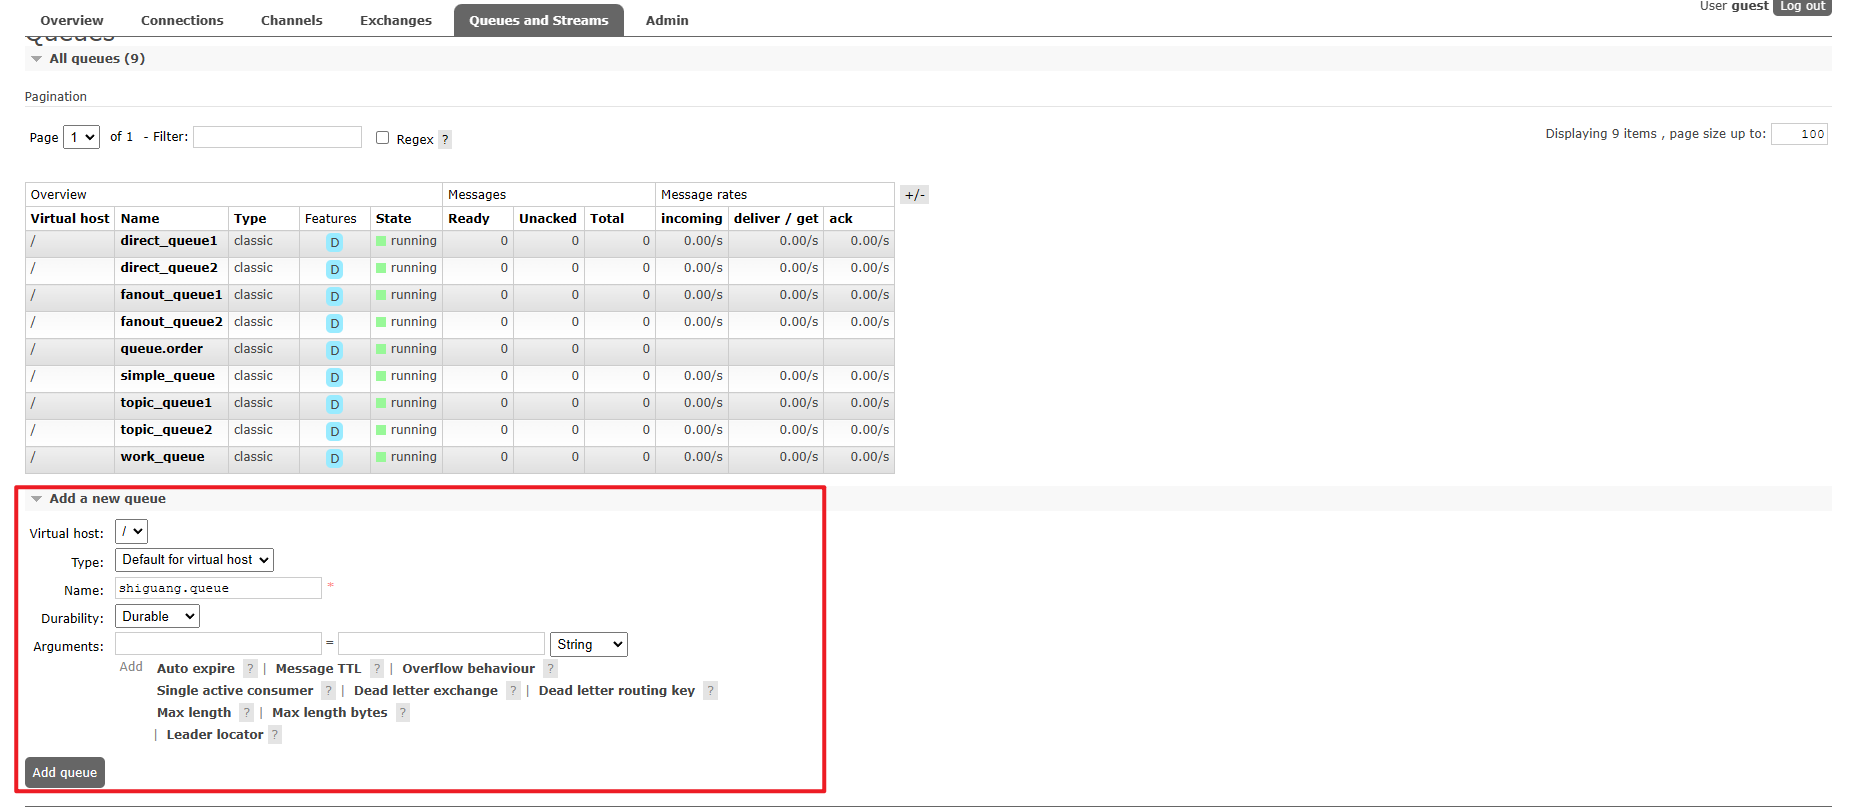 User guest Log out
Overview Connections Channels Exchanges Queues and Streams Admin
Queues
All queues (9)
Pagination
Page 1 of 1 - Filter: Regex ? Displaying 9 items , page size up to: 100
Overview Messages Message rates +/-
Virtual host Name Type Features State Ready Unacked Total incoming deliver / get ack
/ direct_queue1 classic D running 0 0 0 0.00/s 0.00/s 0.00/s
/ direct_queue2 classic D running 0 0 0 0.00/s 0.00/s 0.00/s
/ fanout_queue1 classic D running 0 0 0 0.00/s 0.00/s 0.00/s
/ fanout_queue2 classic D running 0 0 0 0.00/s 0.00/s 0.00/s
/ queue.order classic D running 0 0 0
/ simple_queue classic D running 0 0 0 0.00/s 0.00/s 0.00/s
/ topic_queue1 classic D running 0 0 0 0.00/s 0.00/s 0.00/s
/ topic_queue2 classic D running 0 0 0 0.00/s 0.00/s 0.00/s
/ work_queue classic D running 0 0 0 0.00/s 0.00/s 0.00/s
Add a new queue
Virtual host: /
Type: Default for virtual host
Name: shiguang.queue *
Durability: Durable
Arguments: = String
Add Auto expire ? | Message TTL ? | Overflow behaviour ?
Single active consumer ? | Dead letter exchange ? | Dead letter routing key ?
Max length ? | Max length bytes ?
| Leader locator ?
Add queue